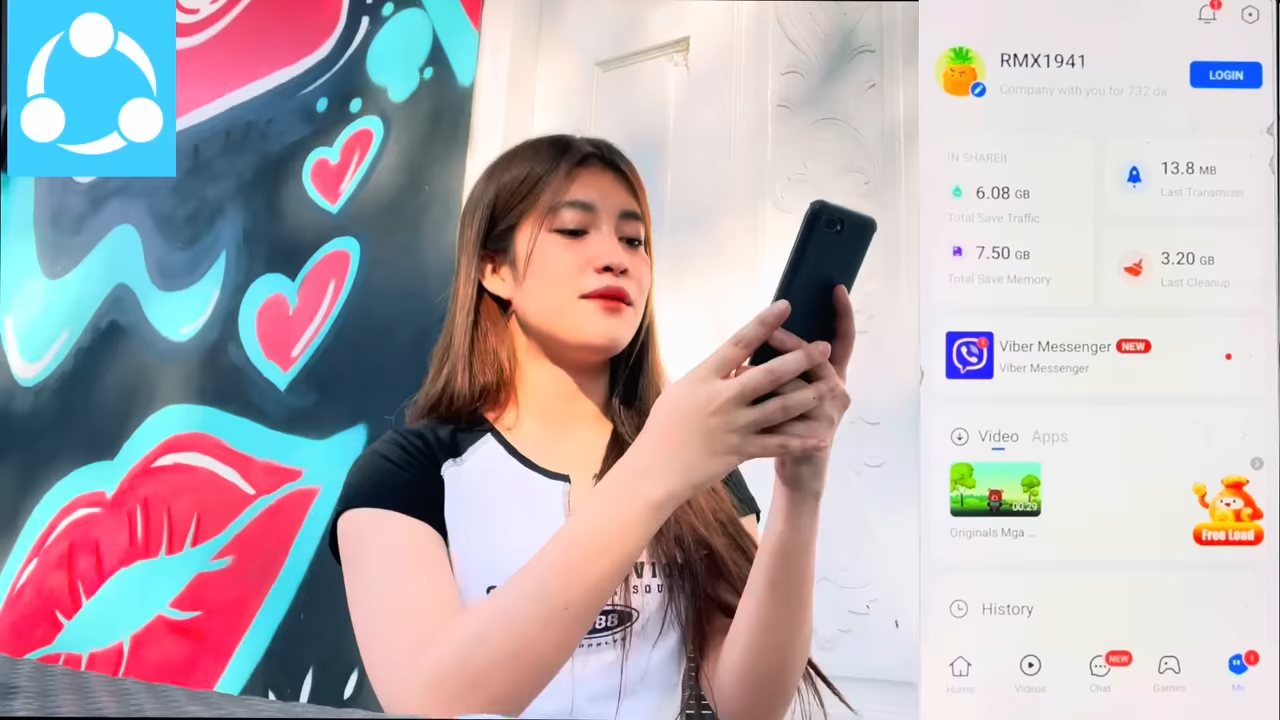 RMX1941
LOGIN
Company with you for 732 da
IN SHAREit
6.08 GB
Total Save Traffic
7.50 GB
Total Save Memory
13.8 MB
Last Transmissi
3.20 GB
Last Cleanup
Viber Messenger NEW
Viber Messenger
Video Apps
00:29
Originals Mga ...
Free Load
History
NEW
Home
Videos
Chat
Games
Me
88